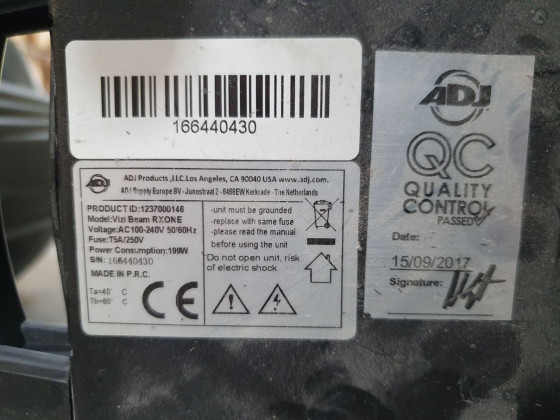 166440430
ADJ
ADJ Products ,LLC.Los Angeles, CA 90040 USA www.adj.com
ADJ Supply Europe BV - Junostraat 2 - 6468EW Kerkrade - The Netherlands
PRODUCT ID:1237000146
Model:Vizi Beam RXONE
Voltage:AC100-240V 50/60Hz
Fuse:T5A/250V
Power Consumption:199W
S/N: 166440430
MADE IN P.R.C.
Ta=40° C
Tb=60° C
CE
-unit must be grounded
-replace with same fuse
-please read the manual
before using the unit
Do not open unit, risk
of electric shock
ADJ
QC
QUALITY
CONTROL
PASSED
Date:
15/09/2017
Signature: